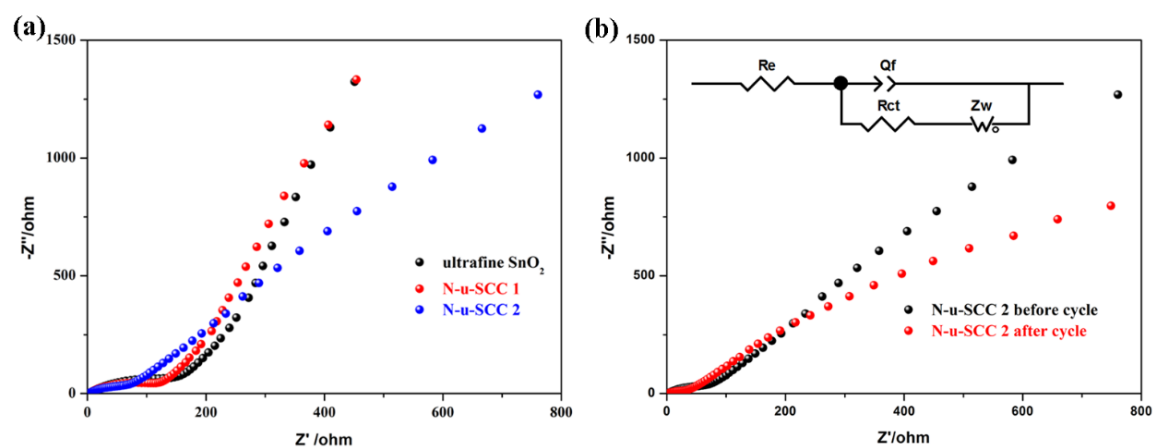 (a)
1500
1000
500
0
-Z''/ohm
0 200 400 600 800
Z' /ohm
ultrafine SnO₂
N-u-SCC 1
N-u-SCC 2
(b)
1500
1000
500
0
-Z''/ohm
0 200 400 600 800
Z'/ohm
Re
Qf
Rct
Zw
N-u-SCC 2 before cycle
N-u-SCC 2 after cycle